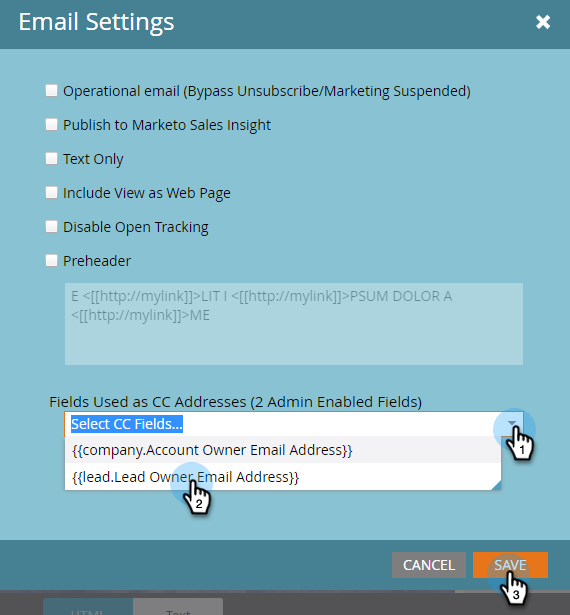 Email Settings
Operational email (Bypass Unsubscribe/Marketing Suspended)
Publish to Marketo Sales Insight
Text Only
Include View as Web Page
Disable Open Tracking
Preheader
E <[[http://mylink]]>LIT I <[[http://mylink]]>PSUM DOLOR A
<[[http://mylink]]>ME
Fields Used as CC Addresses (2 Admin Enabled Fields)
Select CC Fields...
1
{{company.Account Owner Email Address}}
{{lead.Lead Owner Email Address}}
2
CANCEL
SAVE
3
HTML
Text